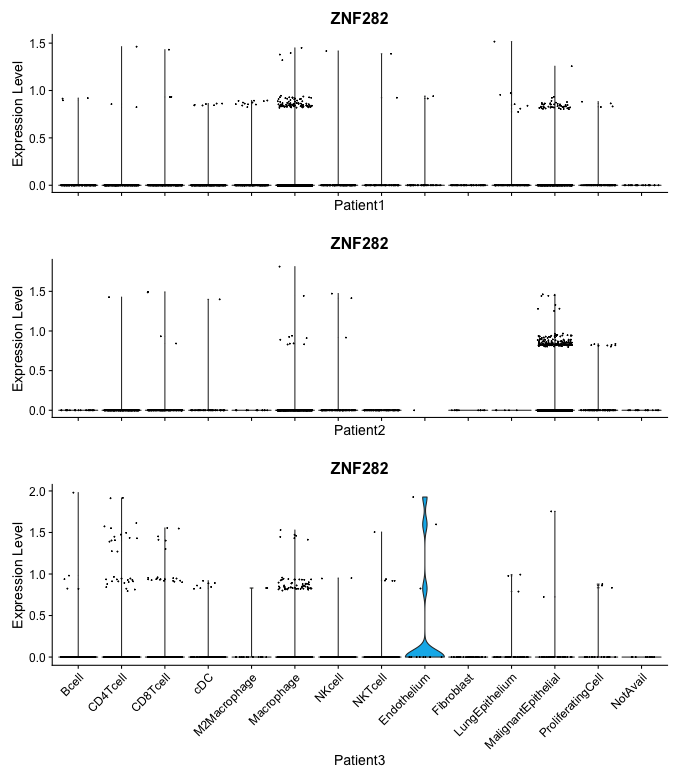 ZNF282
Expression Level
1.5
1.0
0.5
0.0
Patient1
ZNF282
Expression Level
1.5
1.0
0.5
0.0
Patient2
ZNF282
Expression Level
2.0
1.5
1.0
0.5
0.0
Bcell
CD4Tcell
CD8Tcell
cDC
M2Macrophage
Macrophage
NKcell
NKTcell
Endothelium
Fibroblast
LungEpithelium
MalignantEpithelial
ProliferatingCell
NotAvail
Patient3